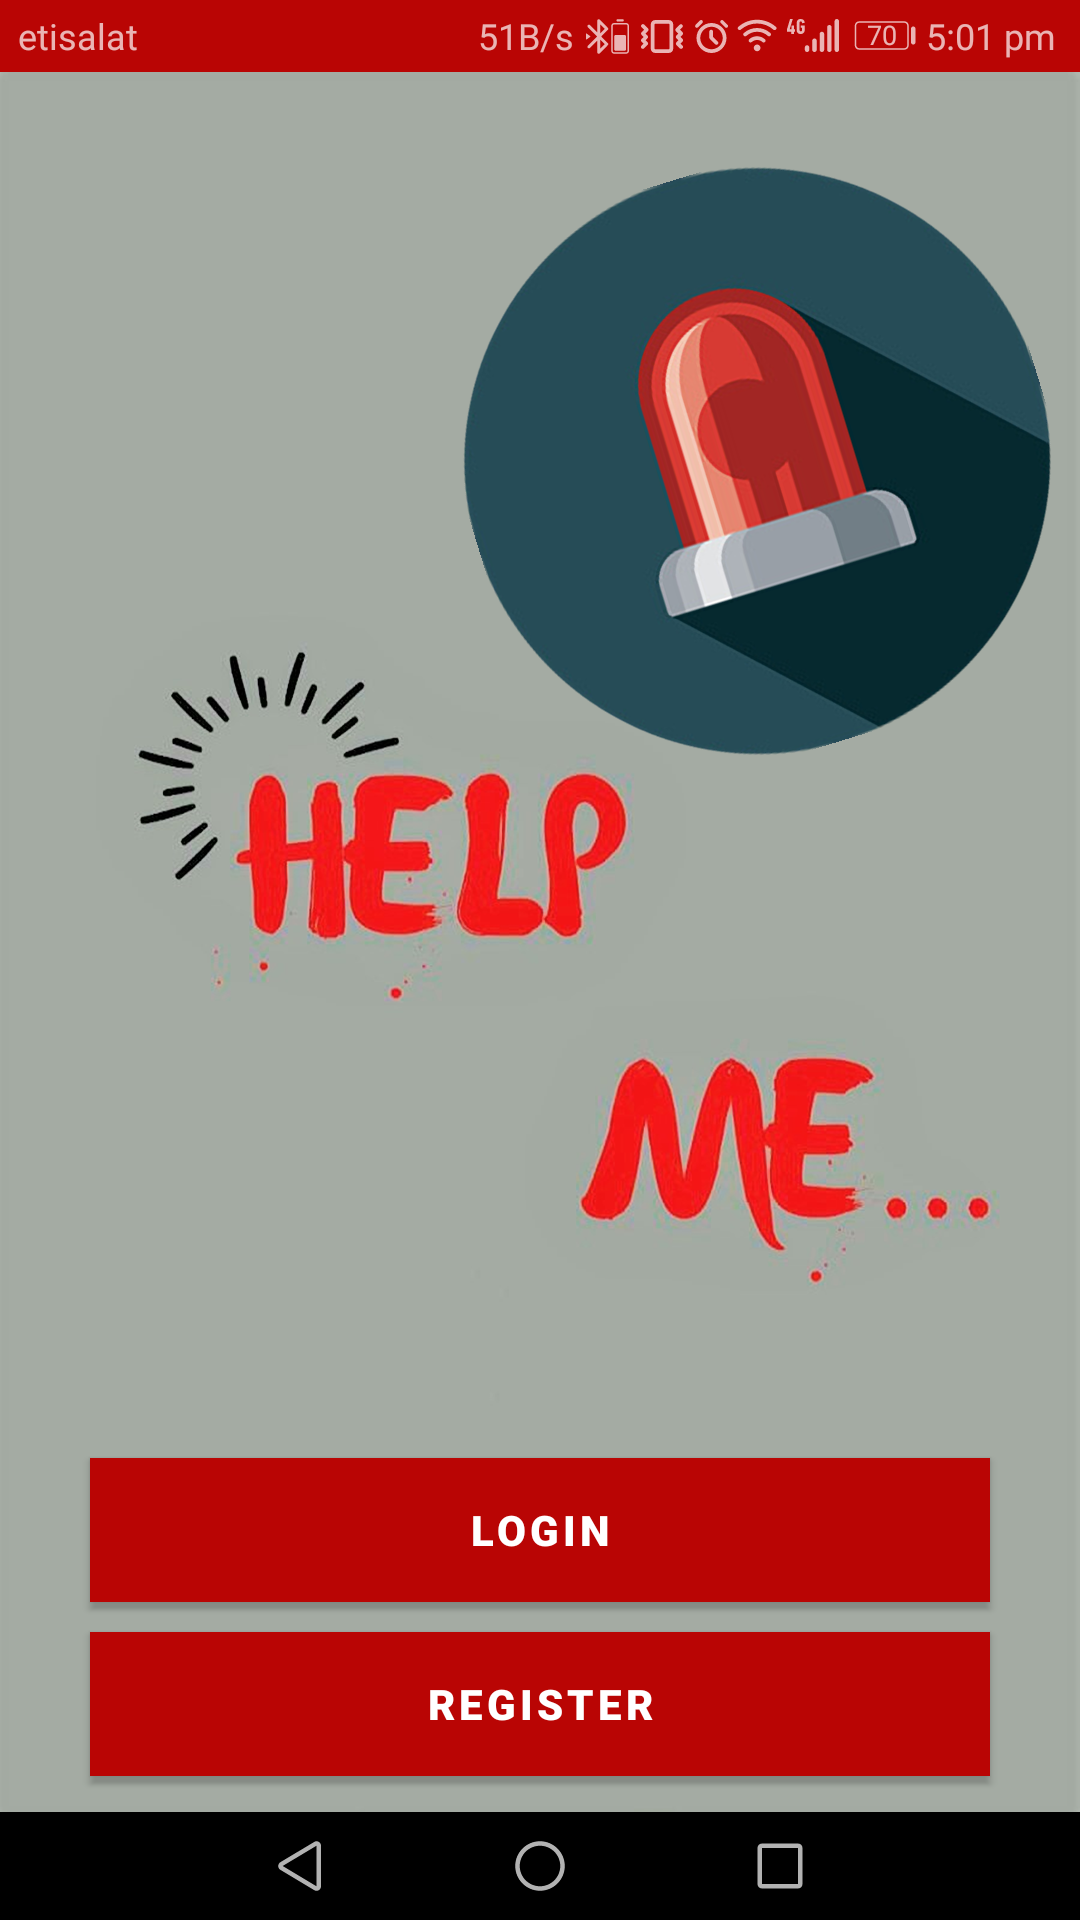 etisalat 51B/s 4G 70 5:01 pm
HELP
ME...
LOGIN
REGISTER